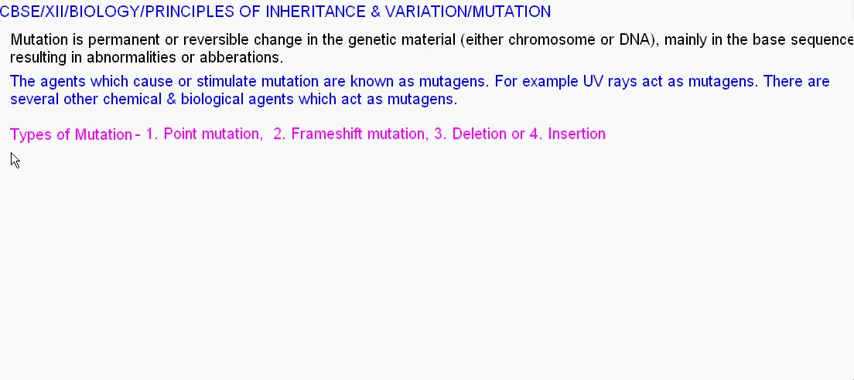 CBSE/XII/BIOLOGY/PRINCIPLES OF INHERITANCE & VARIATION/MUTATION
Mutation is permanent or reversible change in the genetic material (either chromosome or DNA), mainly in the base sequence
resulting in abnormalities or abberations.
The agents which cause or stimulate mutation are known as mutagens. For example UV rays act as mutagens. There are
several other chemical & biological agents which act as mutagens.
Types of Mutation - 1. Point mutation, 2. Frameshift mutation, 3. Deletion or 4. Insertion